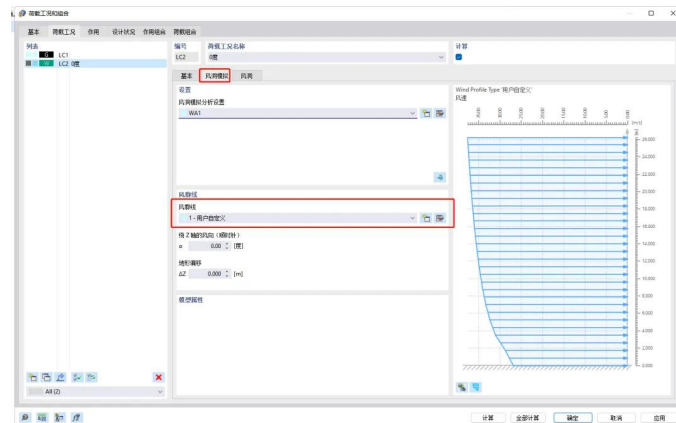 荷载工况和组合
基本 荷载工况 作用 设计状况 作用组合 荷载组合
列表
G LC1
W LC2 0度
编号 荷载工况名称
LC2 0度
计算
基本 风洞模拟 风洞
设置
风洞模拟分析设置
WA1
风廓线
风廓线
1 - 用户自定义
绕 Z 轴的风向（顺时针）
α 0.00 [度]
地形偏移
ΔZ 0.000 [m]
模型属性
Wind Profile Type '用户自定义'
风速
[m/s]
[m]
26.000
24.000
22.000
20.000
18.000
16.000
14.000
12.000
10.000
8.000
6.000
4.000
2.000
0.000
All (2)
计算 全部计算 确定 取消 应用